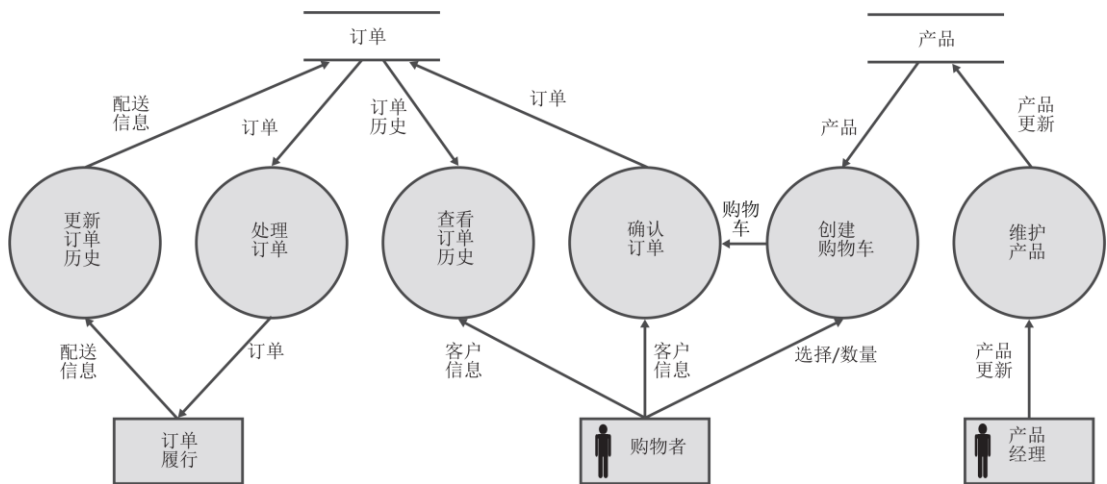 订单
产品
配送
信息
订单
订单
历史
订单
产品
产品
更新
更新
订单
历史
处理
订单
查看
订单
历史
确认
订单
购物
车
创建
购物车
维护
产品
配送
信息
订单
客户
信息
客户
信息
选择/数量
产品
更新
订单
履行
购物者
产品
经理